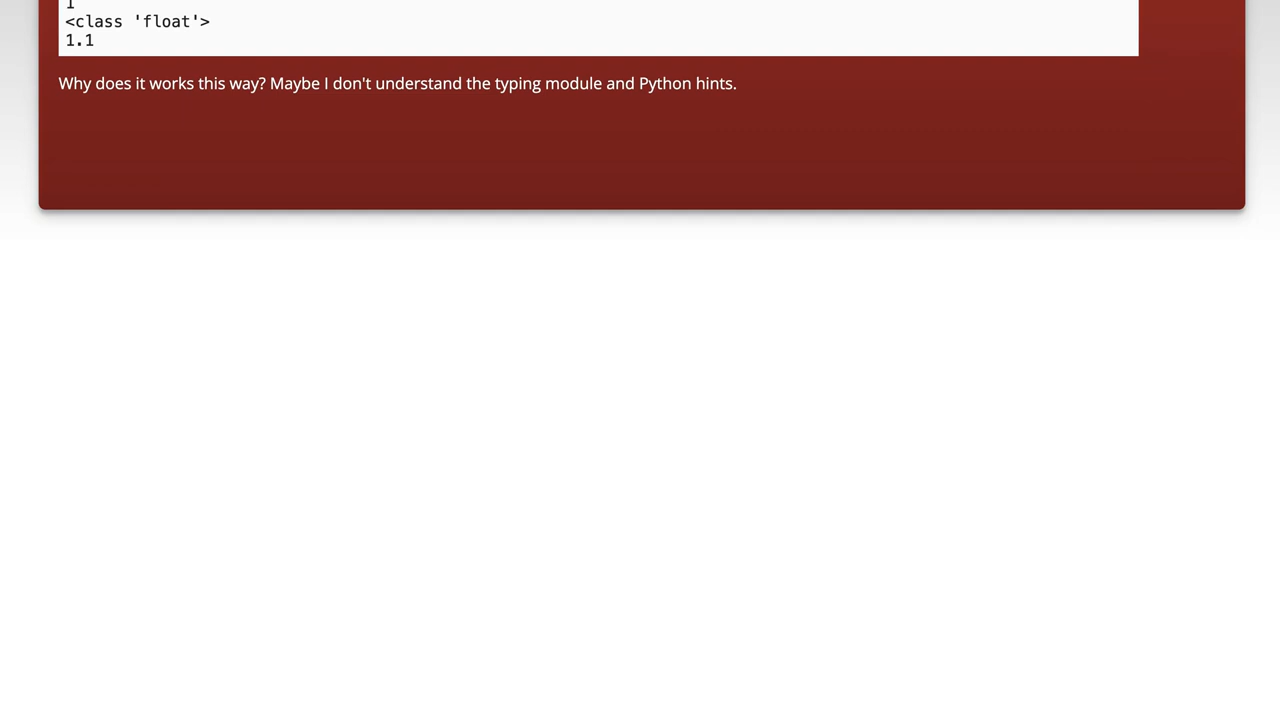 1
<class 'float'>
1.1
Why does it works this way? Maybe I don't understand the typing module and Python hints.